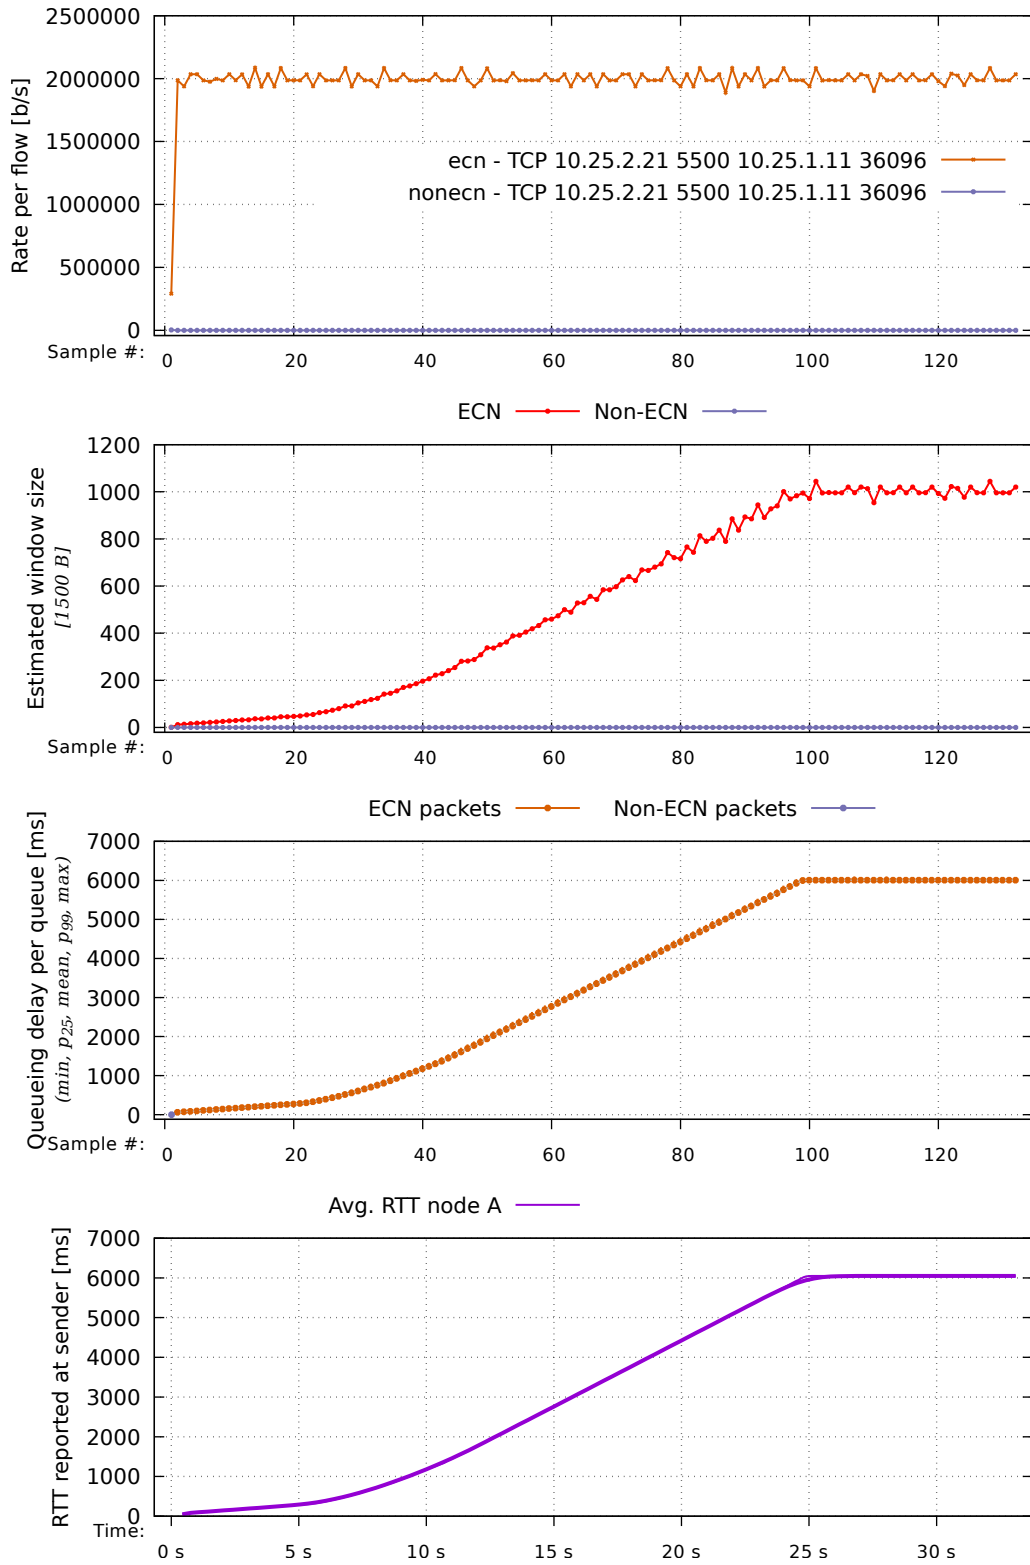 Rate per flow [b/s]
2500000
2000000
1500000
1000000
500000
0
ecn - TCP 10.25.2.21 5500 10.25.1.11 36096
nonecn - TCP 10.25.2.21 5500 10.25.1.11 36096
Sample #:
0 20 40 60 80 100 120
ECN Non-ECN
Estimated window size
[1500 B]
1200
1000
800
600
400
200
0
Sample #:
0 20 40 60 80 100 120
ECN packets Non-ECN packets
Queueing delay per queue [ms]
(min, p25, mean, p99, max)
7000
6000
5000
4000
3000
2000
1000
0
Sample #:
0 20 40 60 80 100 120
Avg. RTT node A
RTT reported at sender [ms]
7000
6000
5000
4000
3000
2000
1000
0
Time:
0 s 5 s 10 s 15 s 20 s 25 s 30 s